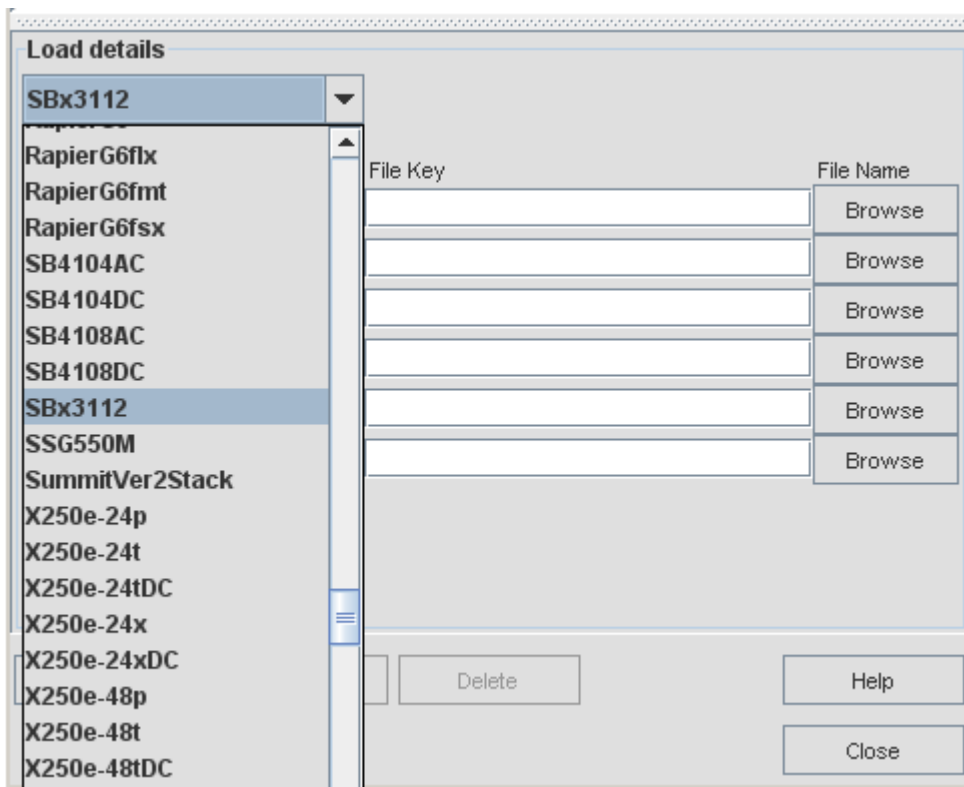 Load details
SBx3112
File Key
File Name
RapierG6flx
RapierG6fmt
RapierG6fsx
SB4104AC
SB4104DC
SB4108AC
SB4108DC
SBx3112
SSG550M
SummitVer2Stack
X250e-24p
X250e-24t
X250e-24tDC
X250e-24x
X250e-24xDC
X250e-48p
X250e-48t
X250e-48tDC
Browse
Browse
Browse
Browse
Browse
Browse
Delete
Help
Close